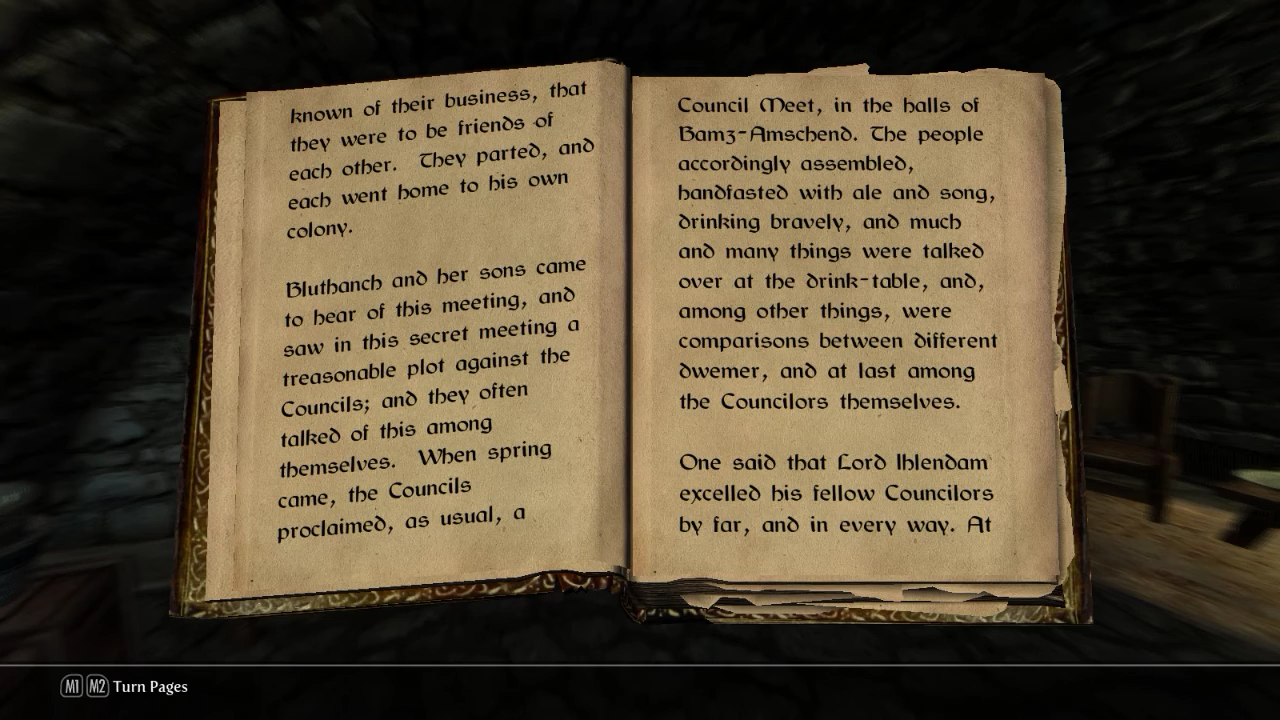 known of their business, that
they were to be friends of
each other. They parted, and
each went home to his own
colony.
Bluthanch and her sons came
to hear of this meeting, and
saw in this secret meeting a
treasonable plot against the
Councils; and they often
talked of this among
themselves. When spring
came, the Councils
proclaimed, as usual, a
Council Meet, in the halls of
Bamz-Amschend. The people
accordingly assembled,
handfasted with ale and song,
drinking bravely, and much
and many things were talked
over at the drink-table, and,
among other things, were
comparisons between different
dwemer, and at last among
the Councilors themselves.
One said that Lord Ihlendam
excelled his fellow Councilors
by far, and in every way. At
M1 M2 Turn Pages